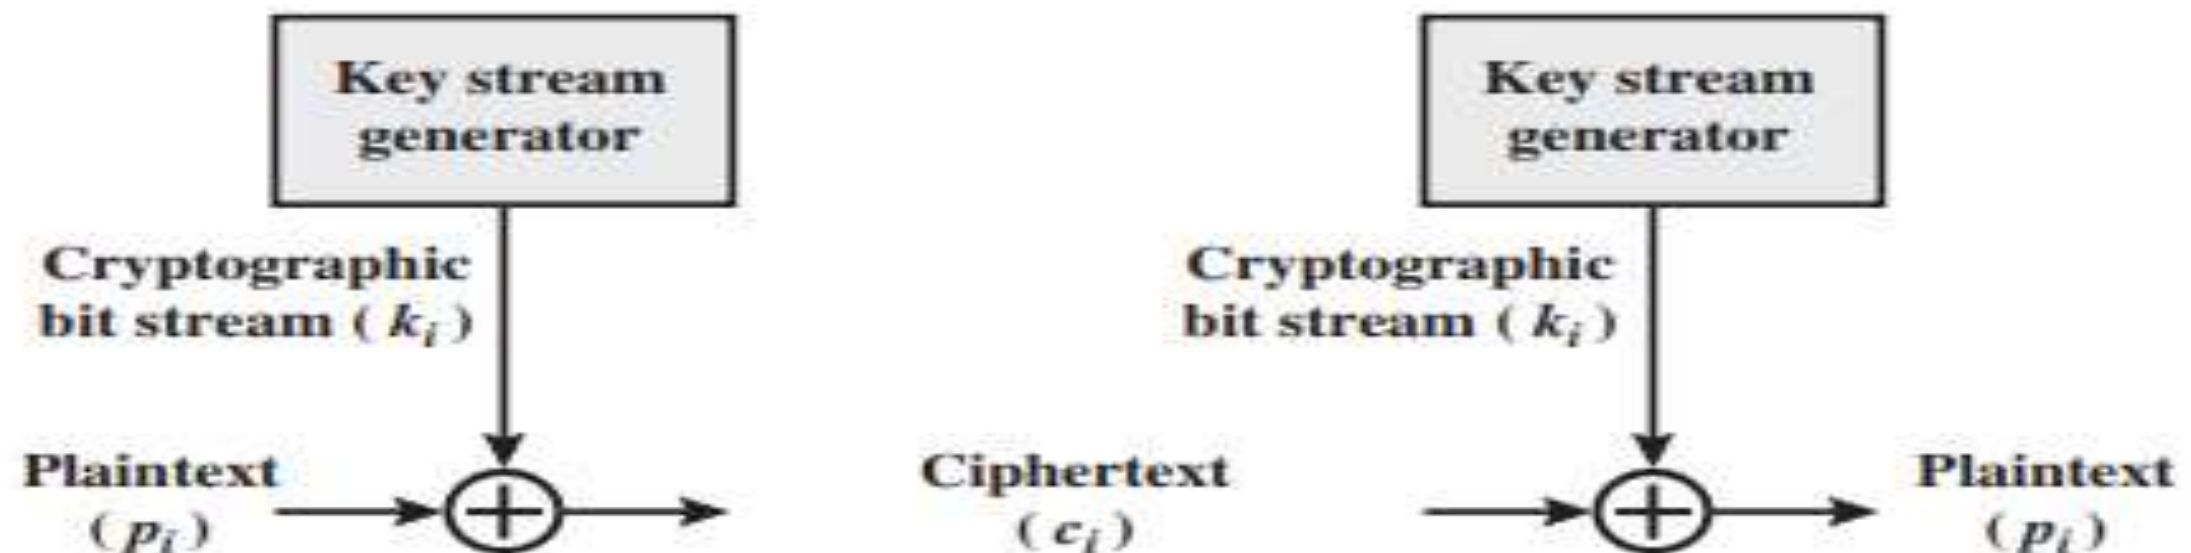 Key stream
generator
Key stream
generator
Cryptographic
bit stream ( kᵢ )
Cryptographic
bit stream ( kᵢ )
Plaintext
( pᵢ )
Ciphertext
( cᵢ )
Plaintext
( pᵢ )